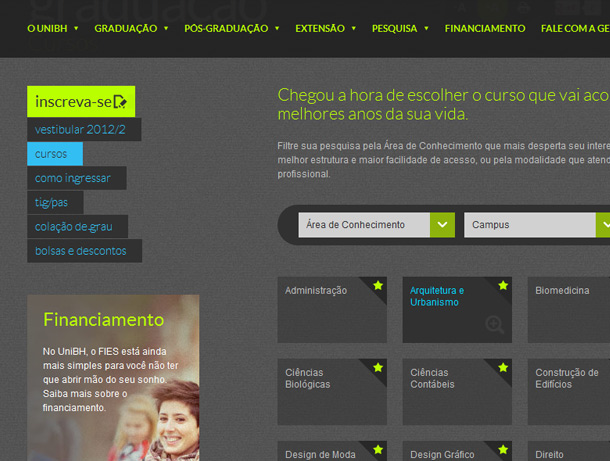 graduação
O UNIBH GRADUAÇÃO PÓS-GRADUAÇÃO EXTENSÃO PESQUISA FINANCIAMENTO FALE COM A GE
inscreva-se
vestibular 2012/2
cursos
como ingressar
tig/pas
colação de grau
bolsas e descontos
Financiamento
No UniBH, o FIES está ainda
mais simples para você não ter
que abrir mão do seu sonho.
Saiba mais sobre o
financiamento.
Chegou a hora de escolher o curso que vai aco
melhores anos da sua vida.
Filtre sua pesquisa pela Área de Conhecimento que mais desperta seu intere
melhor estrutura e maior facilidade de acesso, ou pela modalidade que aten
profissional.
Área de Conhecimento Campus
Administração
Arquitetura e
Urbanismo
Biomedicina
Ciências
Biológicas
Ciências
Contábeis
Construção de
Edifícios
Design de Moda
Design Gráfico
Direito